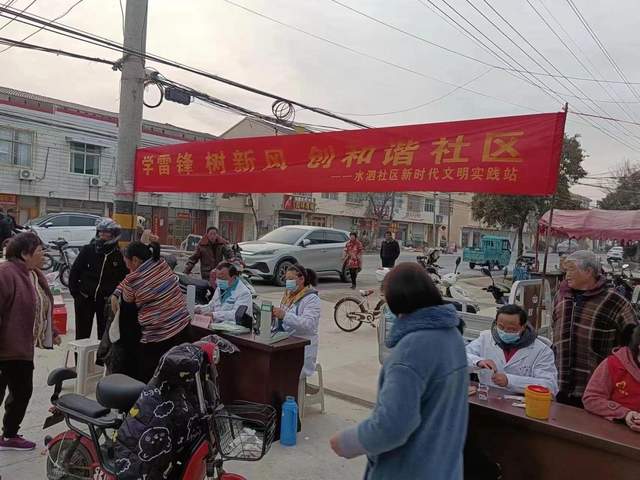 学雷锋 树新风 创和谐社区
——水泗社区新时代文明实践站